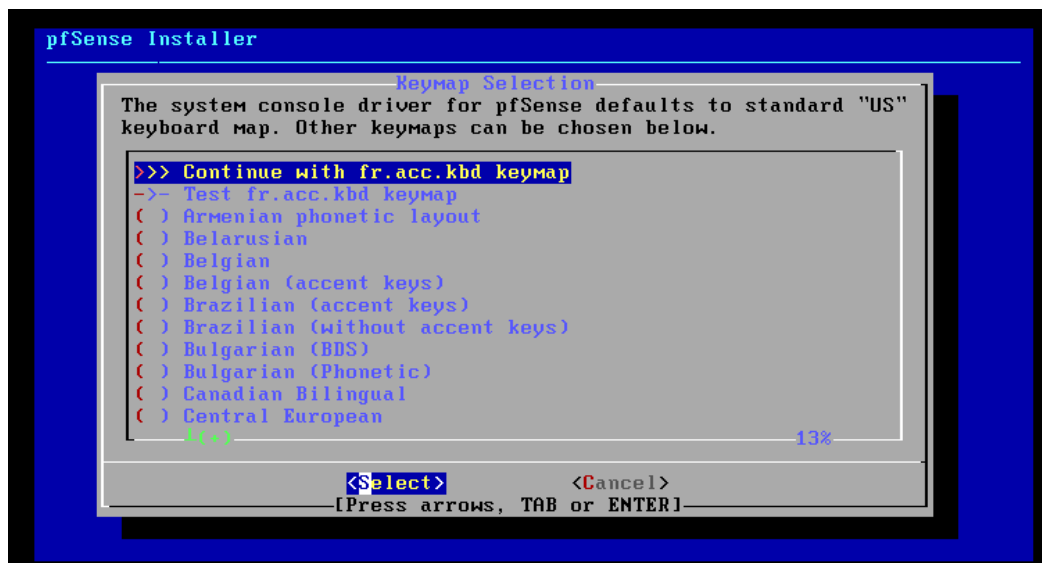 pfSense Installer
Keymap Selection
The system console driver for pfSense defaults to standard "US"
keyboard map. Other keymaps can be chosen below.
>>> Continue with fr.acc.kbd keymap
->- Test fr.acc.kbd keymap
( ) Armenian phonetic layout
( ) Belarusian
( ) Belgian
( ) Belgian (accent keys)
( ) Brazilian (accent keys)
( ) Brazilian (without accent keys)
( ) Bulgarian (BDS)
( ) Bulgarian (Phonetic)
( ) Canadian Bilingual
( ) Central European
↓(+) 13%
<Select> <Cancel>
[Press arrows, TAB or ENTER]